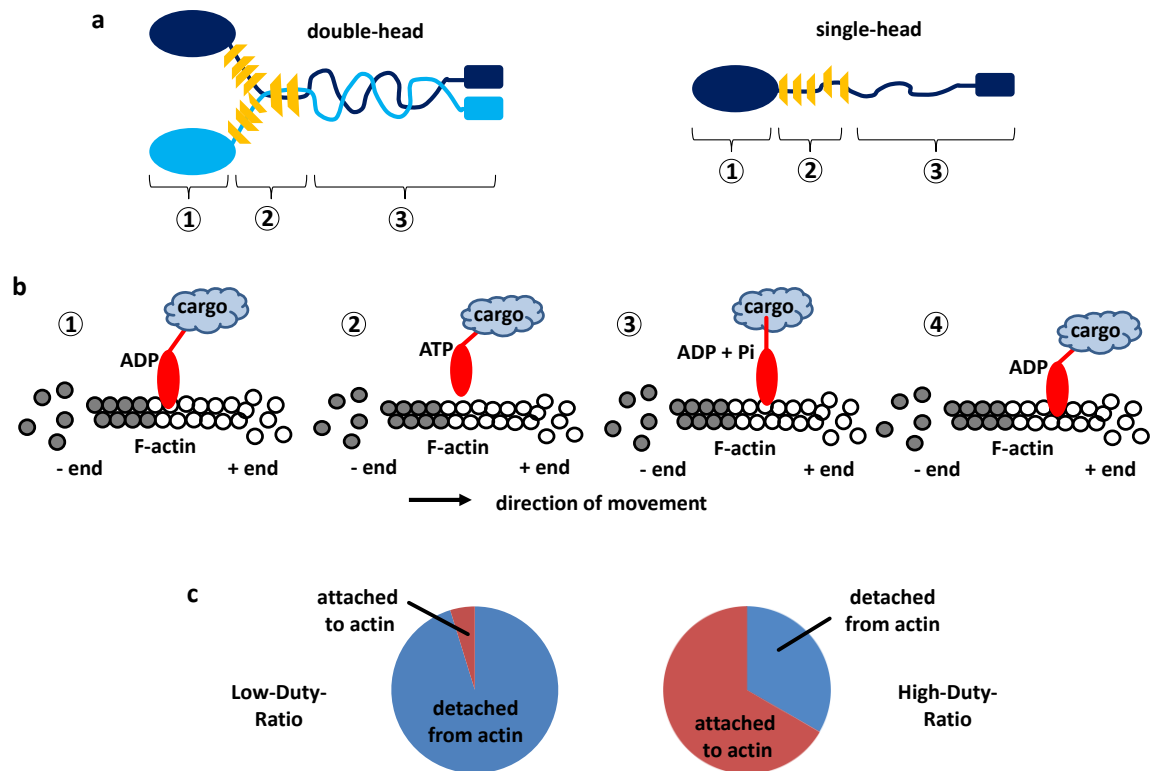 a
double-head
single-head
① ② ③
① ② ③
b
①
cargo
ADP
F-actin
- end + end
②
cargo
ATP
F-actin
- end + end
③
cargo
ADP + Pi
F-actin
- end + end
④
cargo
ADP
F-actin
- end + end
direction of movement
c
attached
to actin
Low-Duty-
Ratio
detached
from actin
detached
from actin
attached
to actin
High-Duty-
Ratio